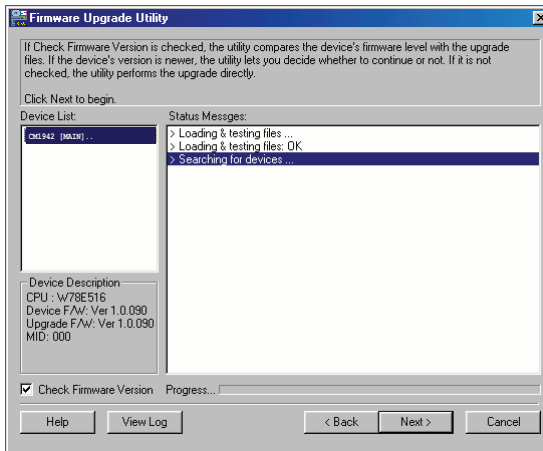 Firmware Upgrade Utility
If Check Firmware Version is checked, the utility compares the device's firmware level with the upgrade
files. If the device's version is newer, the utility lets you decide whether to continue or not. If it is not
checked, the utility performs the upgrade directly.
Click Next to begin.
Device List:
Status Messges:
CM1942 [MAIN]..
> Loading & testing files ...
> Loading & testing files: OK
> Searching for devices ...
Device Description
CPU : W78E516
Device F/W: Ver 1.0.090
Upgrade F/W: Ver 1.0.090
MID: 000
Check Firmware Version
Progress...
Help
View Log
< Back
Next >
Cancel